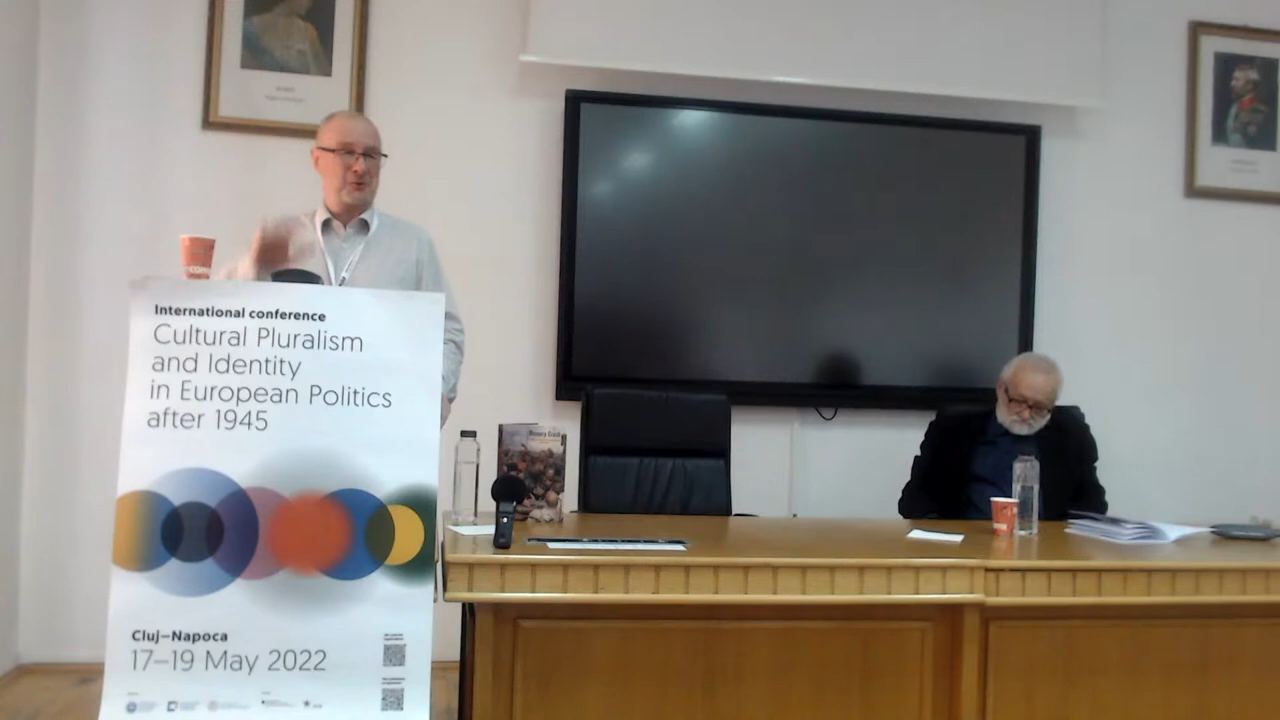 International conference
Cultural Pluralism
and Identity
in European Politics
after 1945
Cluj–Napoca
17–19 May 2022